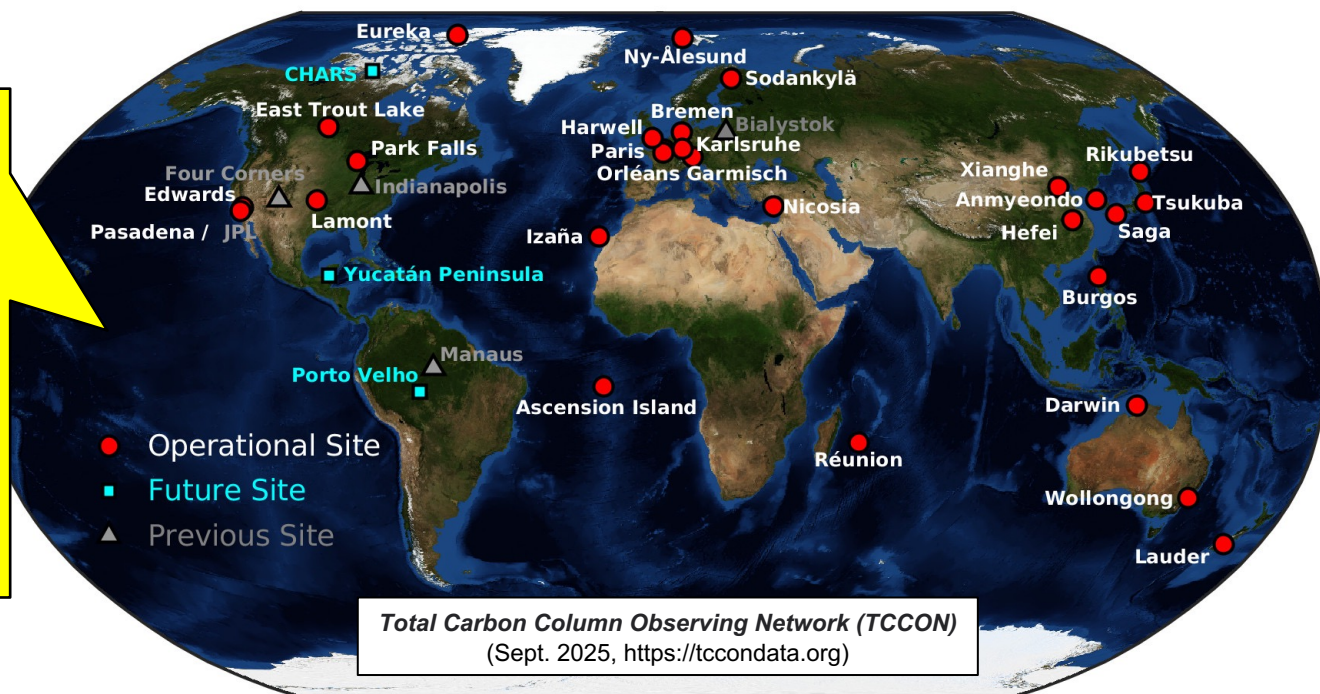 Eureka
Ny-Ålesund
CHARS
Sodankylä
East Trout Lake
Bremen
Harwell
Bialystok
Park Falls
Paris
Karlsruhe
Rikubetsu
Four Corners
Indianapolis
Orléans Garmisch
Xianghe
Edwards
Anmyeondo
Tsukuba
Lamont
Nicosia
Pasadena / JPL
Izaña
Hefei
Saga
Yucatán Peninsula
Burgos
Manaus
Porto Velho
Ascension Island
Darwin
Operational Site
Réunion
Future Site
Wollongong
Previous Site
Lauder
Total Carbon Column Observing Network (TCCON)
(Sept. 2025, https://tccondata.org)